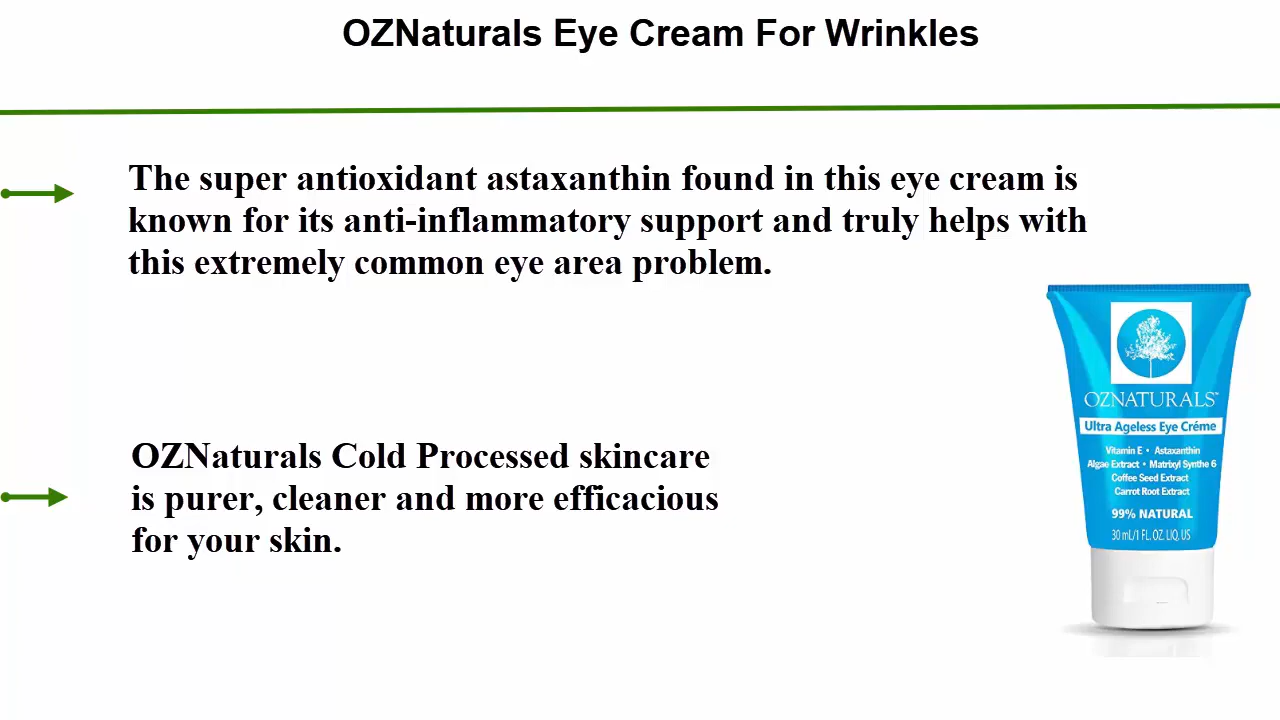 OZNaturals Eye Cream For Wrinkles
The super antioxidant astaxanthin found in this eye cream is
known for its anti-inflammatory support and truly helps with
this extremely common eye area problem.
OZNaturals Cold Processed skincare
is purer, cleaner and more efficacious
for your skin.
OZNATURALS™
Ultra Ageless Eye Créme
Vitamin E • Astaxanthin
Algae Extract • Matrixyl Synthe 6
Coffee Seed Extract
Carrot Root Extract
99% NATURAL
30 mL/1 FL. OZ. LIQ. US